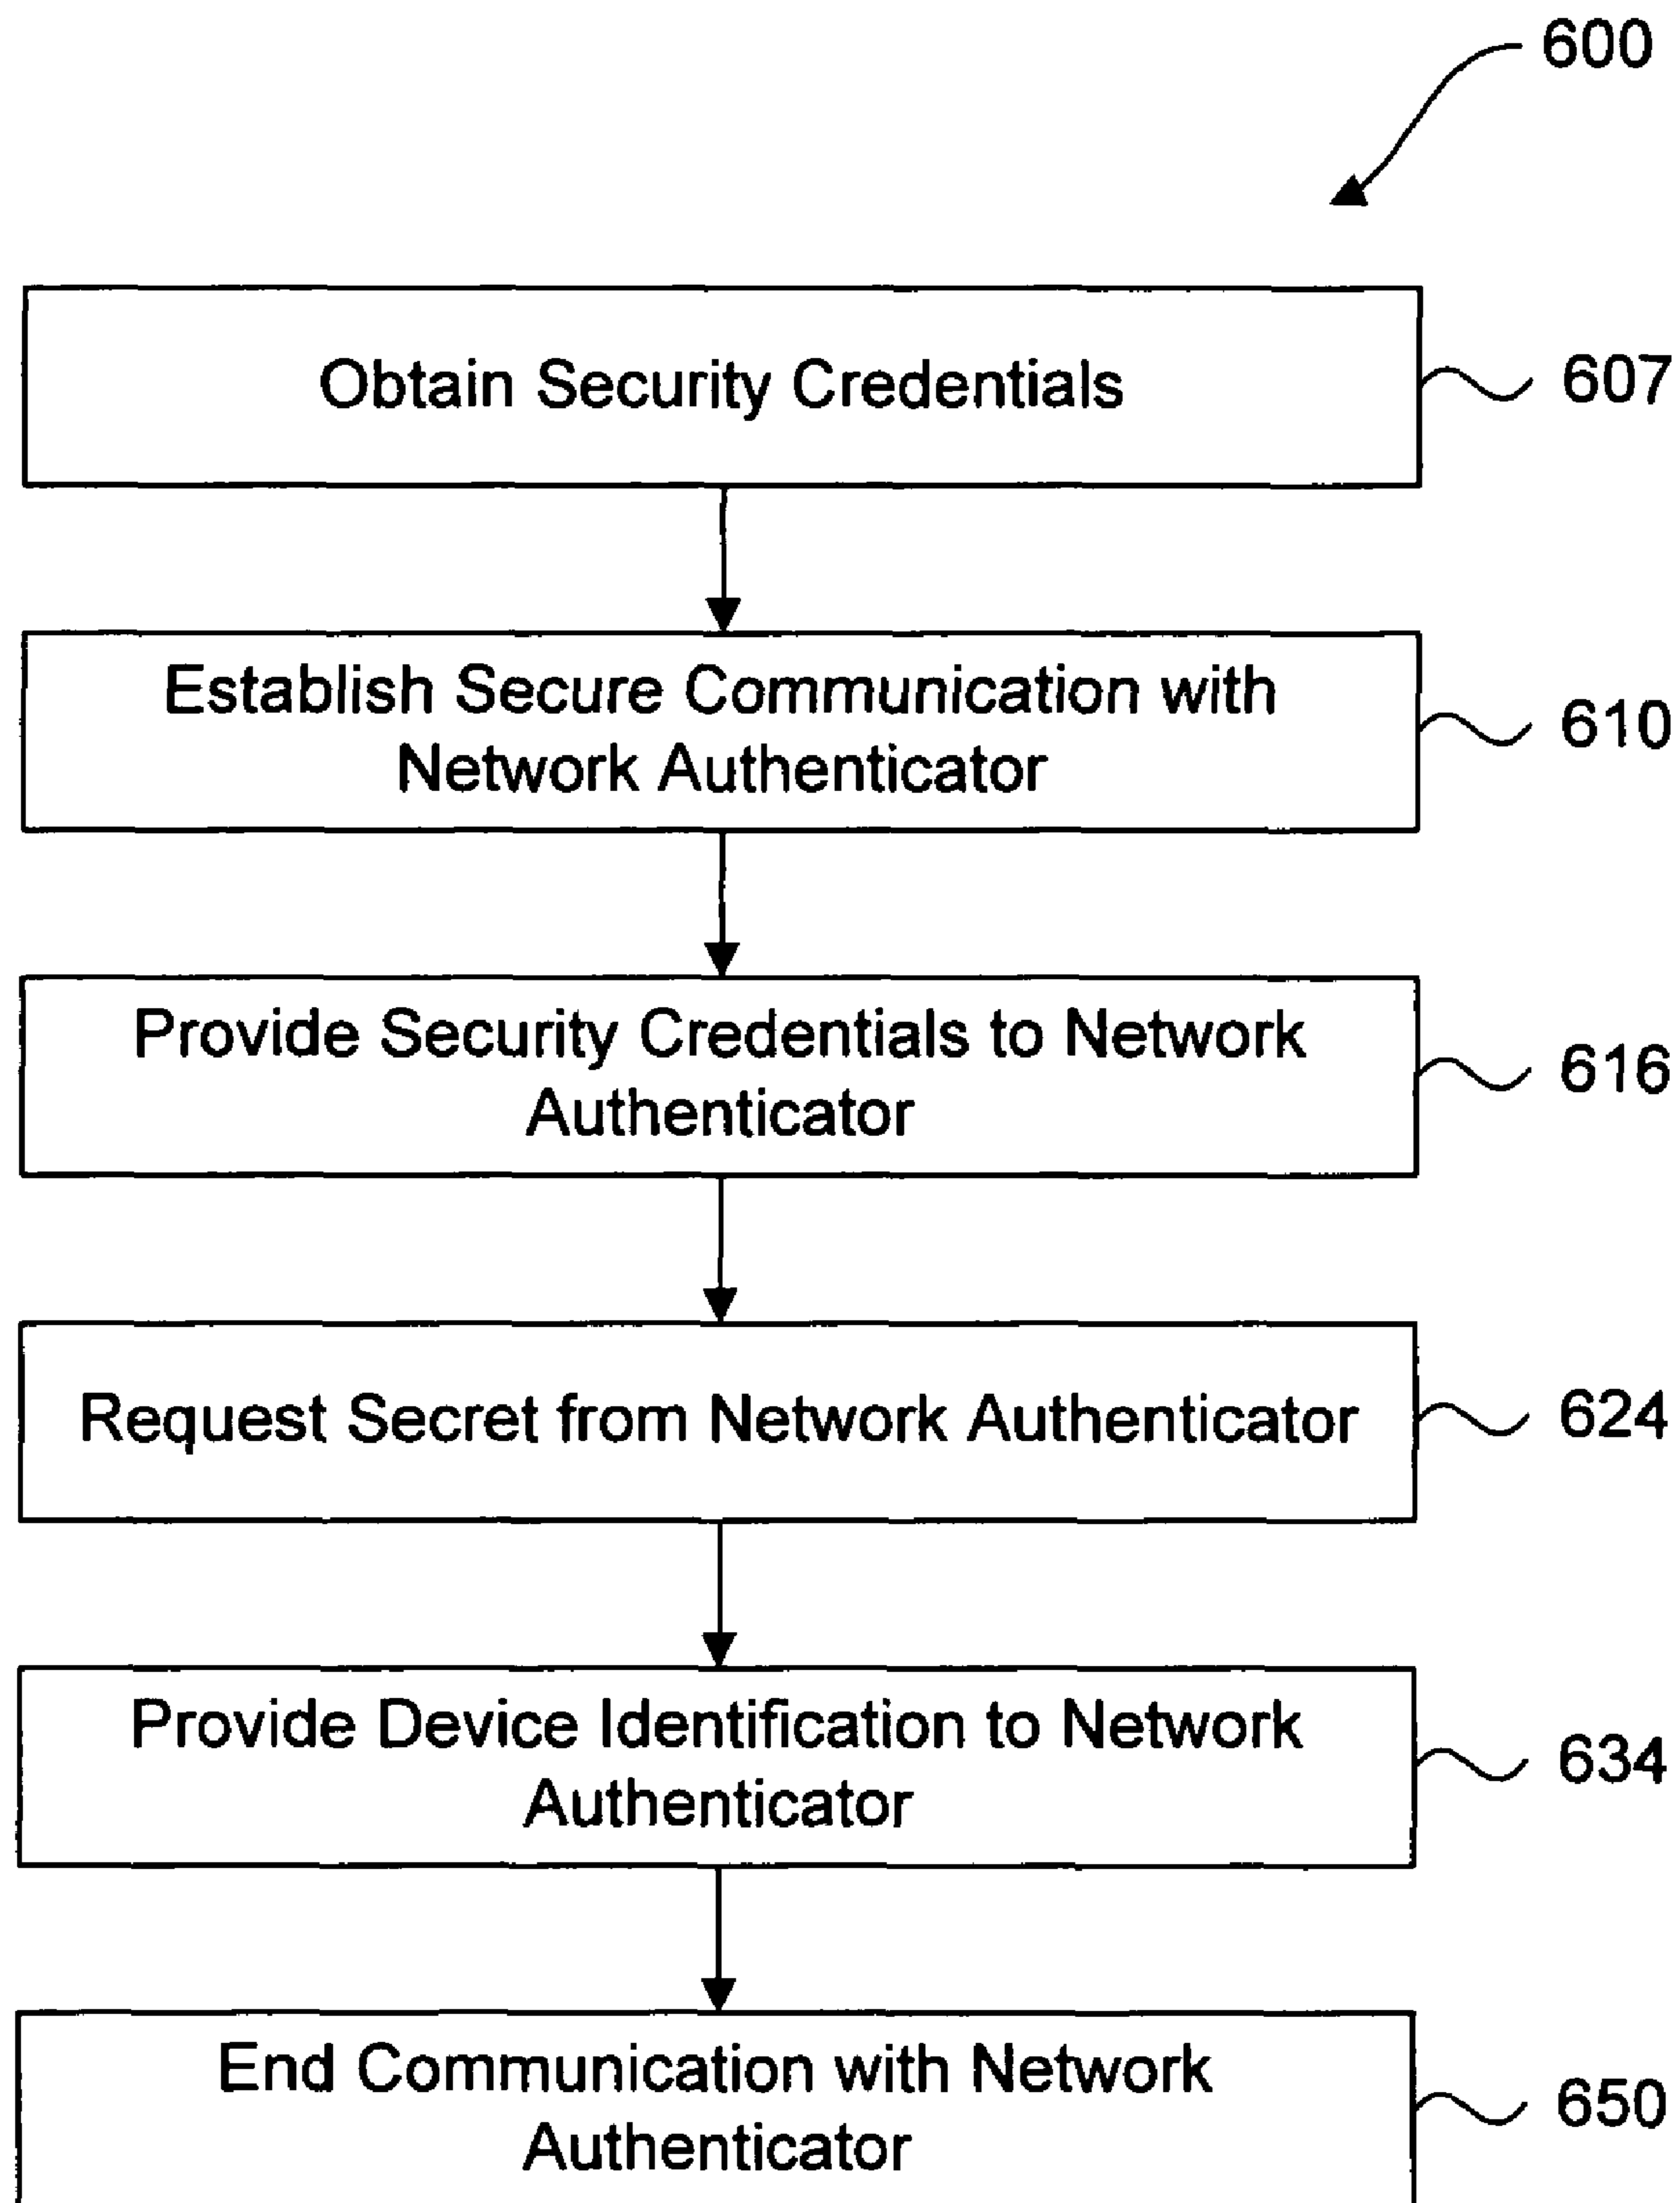 600
Obtain Security Credentials
607
Establish Secure Communication with
Network Authenticator
610
Provide Security Credentials to Network
Authenticator
616
Request Secret from Network Authenticator
624
Provide Device Identification to Network
Authenticator
634
End Communication with Network
Authenticator
650